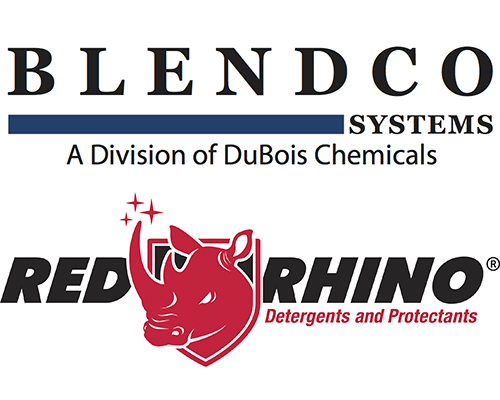 BLENDCO
SYSTEMS
A Division of DuBois Chemicals
RED RHINO®
Detergents and Protectants